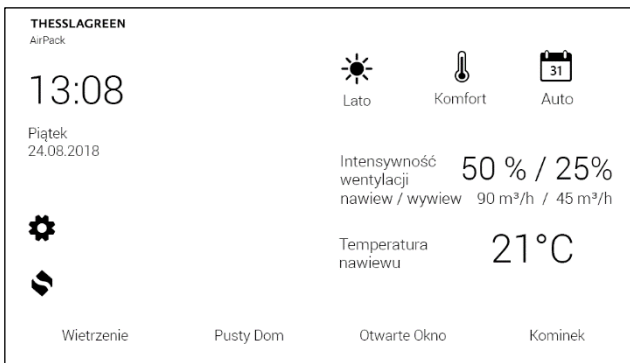 THESSLAGREEN
AirPack
13:08
Piątek
24.08.2018
31
Lato
Komfort
Auto
Intensywność
wentylacji
nawiew / wywiew
50 % / 25%
90 m³/h / 45 m³/h
Temperatura
nawiewu
21°C
Wietrzenie
Pusty Dom
Otwarte Okno
Kominek